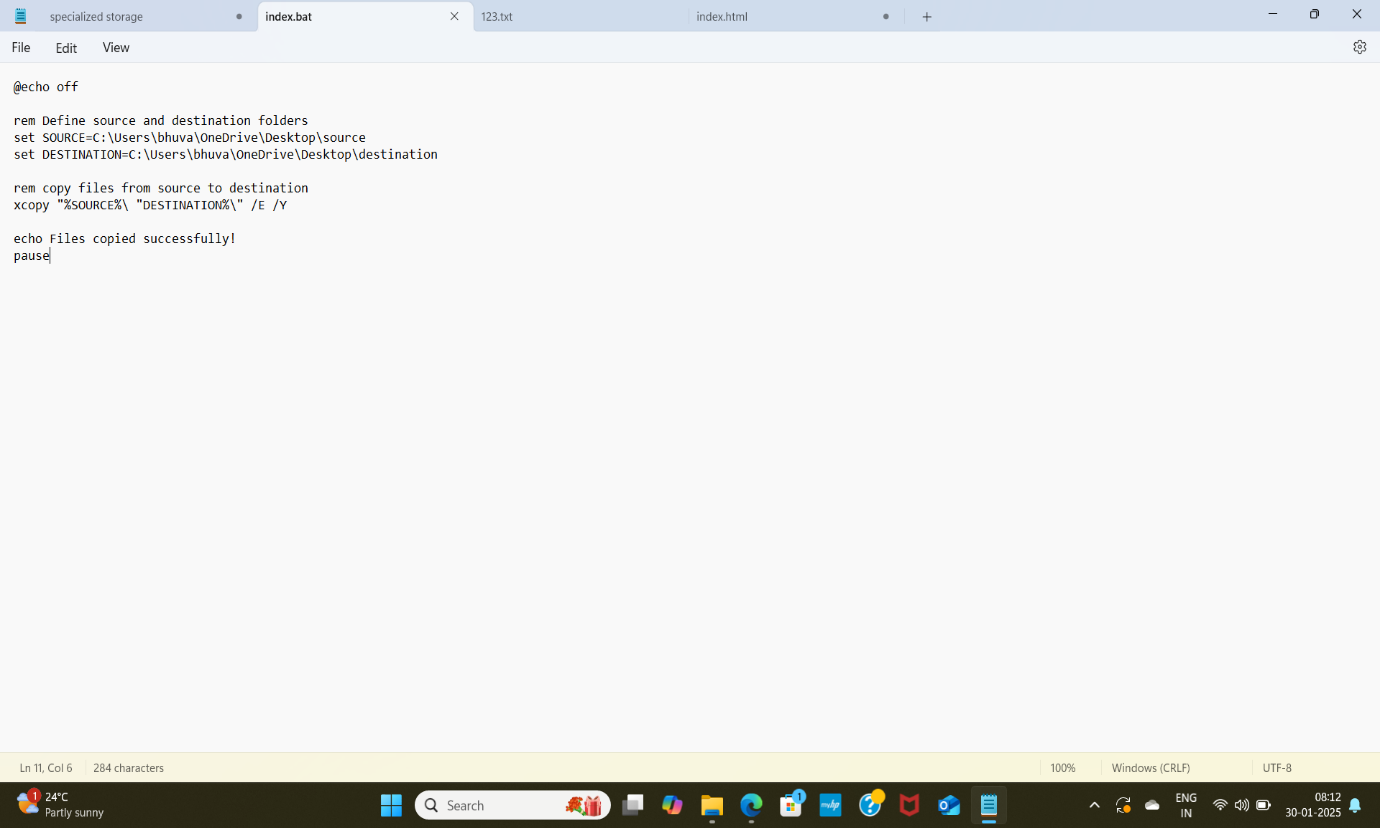 specialized storage
index.bat
123.txt
index.html
File
Edit
View
@echo off
rem Define source and destination folders
set SOURCE=C:\Users\bhuva\OneDrive\Desktop\source
set DESTINATION=C:\Users\bhuva\OneDrive\Desktop\destination
rem copy files from source to destination
xcopy "%SOURCE%\ "DESTINATION%\" /E /Y
echo Files copied successfully!
pause
Ln 11, Col 6
284 characters
100%
Windows (CRLF)
UTF-8
1
24°C
Partly sunny
Search
1
myhp
ENG
IN
08:12
30-01-2025